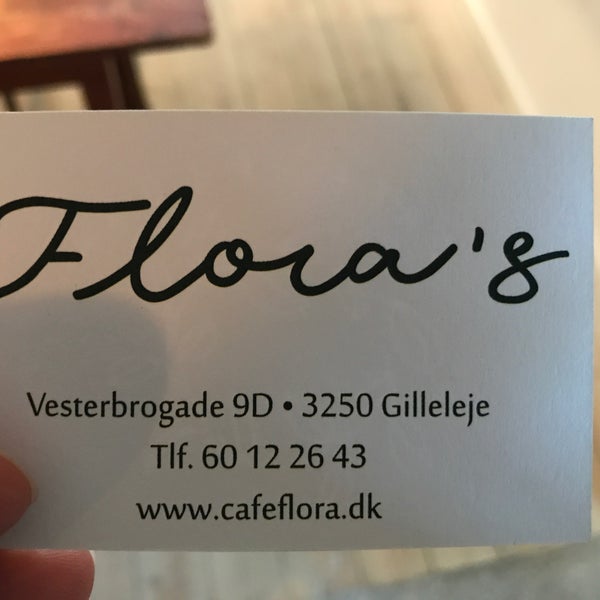 Flora's
Vesterbrogade 9D • 3250 Gilleleje
Tlf. 60 12 26 43
www.cafeflora.dk